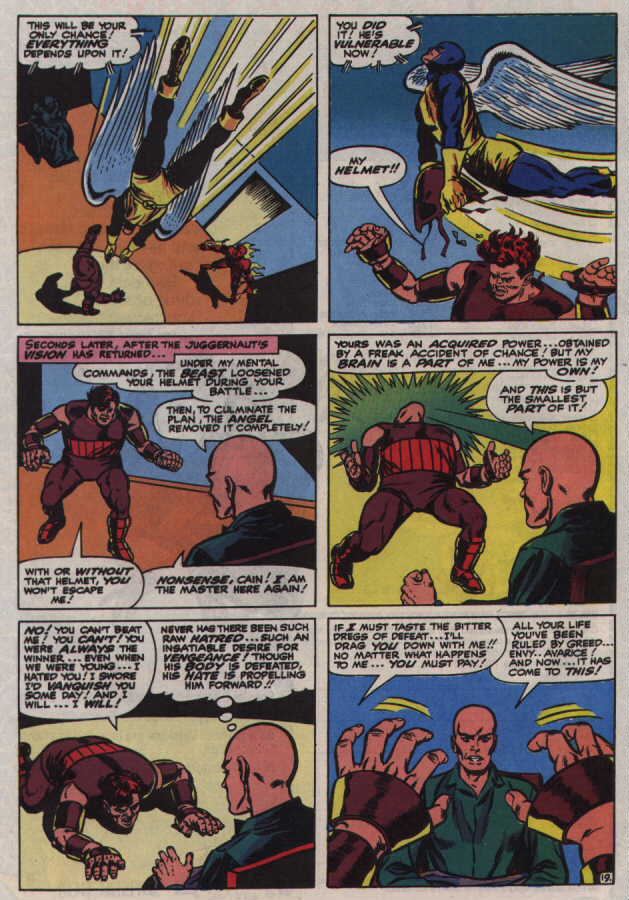 THIS WILL BE YOUR
ONLY CHANCE!
EVERYTHING
DEPENDS UPON IT!
YOU DID
IT! HE'S
VULNERABLE
NOW!
MY
HELMET!!
SECONDS LATER, AFTER THE JUGGERNAUT'S
VISION HAS RETURNED...
UNDER MY MENTAL
COMMANDS, THE BEAST LOOSENED
YOUR HELMET DURING YOUR
BATTLE...
THEN, TO CULMINATE THE
PLAN, THE ANGEL
REMOVED IT COMPLETELY!
WITH OR WITHOUT
THAT HELMET, YOU
WON'T ESCAPE
ME!
NONSENSE, CAIN! I AM
THE MASTER HERE AGAIN!
YOURS WAS AN ACQUIRED POWER...OBTAINED
BY A FREAK ACCIDENT OF CHANCE! BUT MY
BRAIN IS A PART OF ME...MY POWER IS MY
OWN!
AND THIS IS BUT
THE SMALLEST
PART OF IT!
NO! YOU CAN'T BEAT
ME! YOU CAN'T! YOU
WERE ALWAYS THE
WINNER... EVEN WHEN
WE WERE YOUNG...I
HATED YOU! I SWORE
I'D VANQUISH YOU
SOME DAY! AND I
WILL...I WILL!
NEVER HAS THERE BEEN SUCH
RAW HATRED...SUCH AN
INSATIABLE DESIRE FOR
VENGEANCE! THOUGH
HIS BODY IS DEFEATED,
HIS HATE IS PROPELLING
HIM FORWARD!!
IF I MUST TASTE THE BITTER
DREGS OF DEFEAT...I'LL
DRAG YOU DOWN WITH ME!!
NO MATTER WHAT HAPPENS
TO ME...YOU MUST PAY!
ALL YOUR LIFE
YOU'VE BEEN
RULED BY GREED...
ENVY...AVARICE!
AND NOW...IT HAS
COME TO THIS!
19.